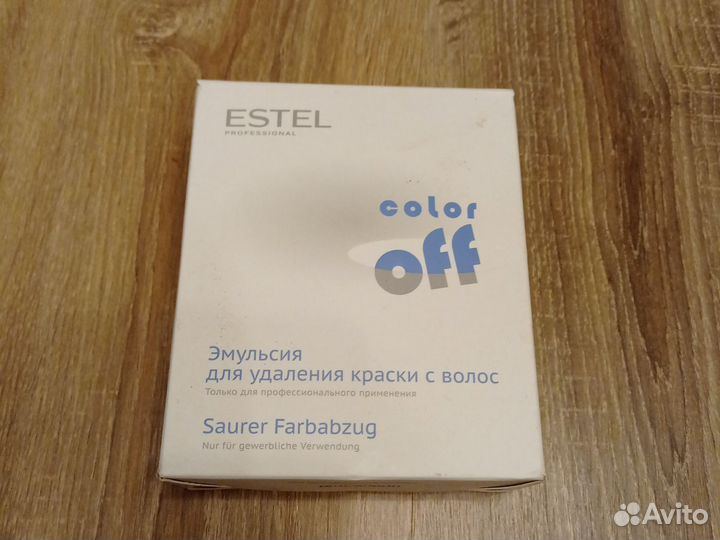 ESTEL
PROFESSIONAL
color
off
Эмульсия
для удаления краски с волос
Только для профессионального применения
Saurer Farbabzug
Nur für gewerbliche Verwendung
Avito